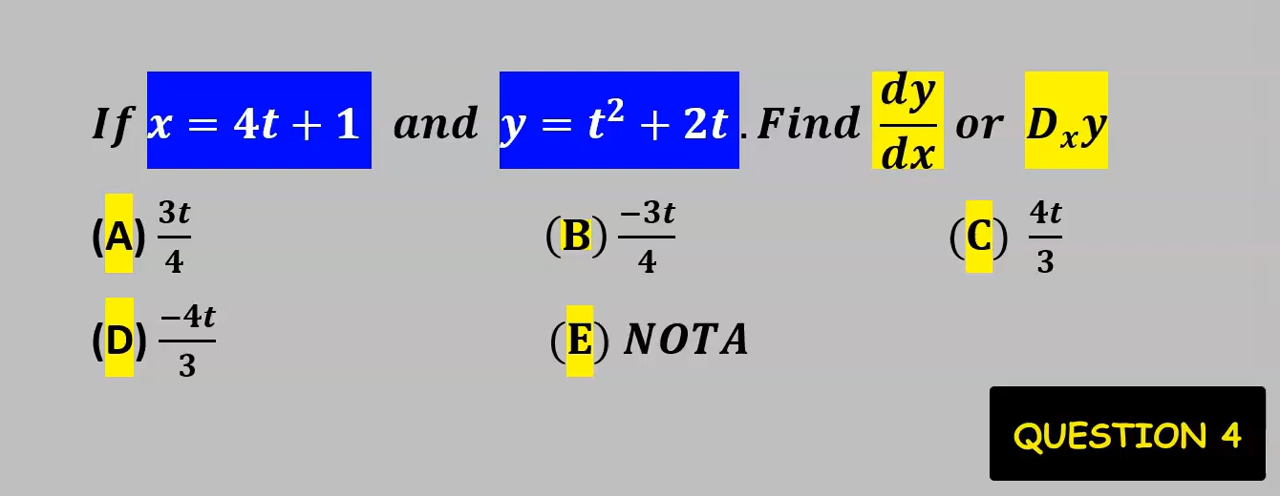 If x = 4t + 1 and y = t² + 2t. Find dy/dx or Dₓy
(A) 3t/4 (B) −3t/4 (C) 4t/3
(D) −4t/3 (E) NOTA
QUESTION 4